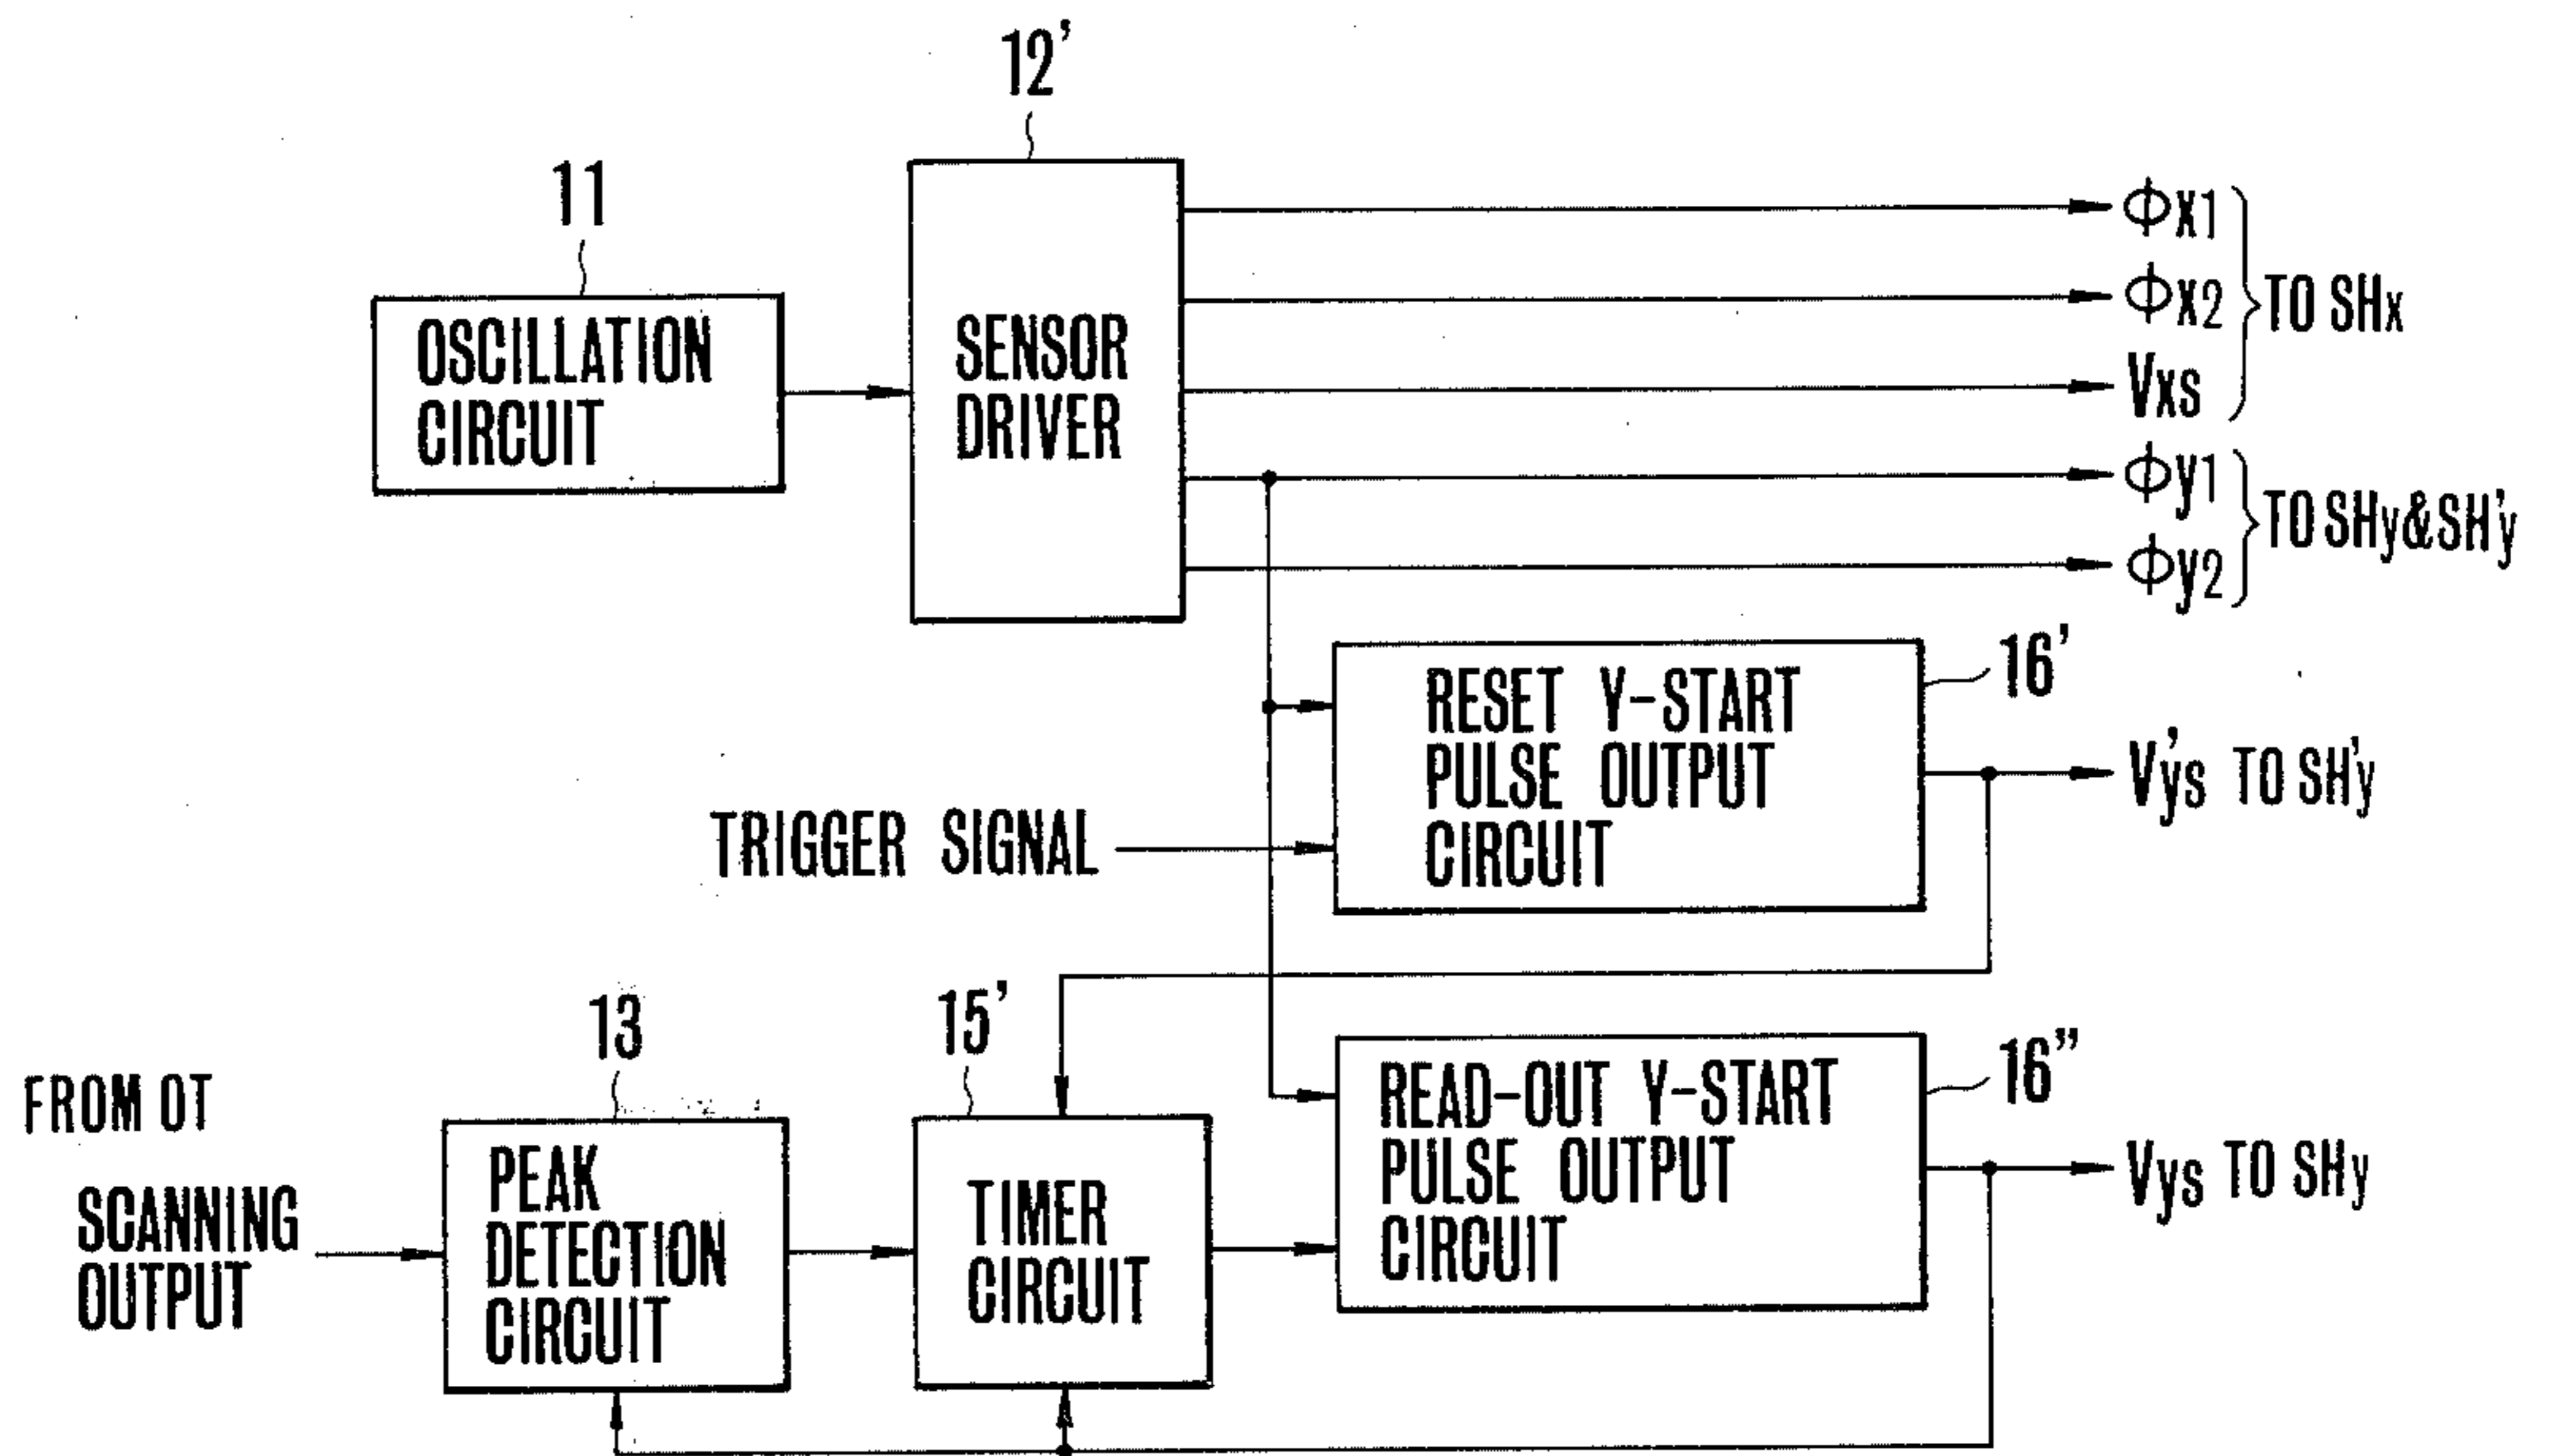 12'
11
OSCILLATION
CIRCUIT
SENSOR
DRIVER
Φx1
Φx2
Vxs
TO SHx
Φy1
Φy2
TO SHy&SH'y
16'
RESET Y-START
PULSE OUTPUT
CIRCUIT
TRIGGER SIGNAL
V'ys TO SH'y
13
15'
16"
FROM OT
SCANNING
OUTPUT
PEAK
DETECTION
CIRCUIT
TIMER
CIRCUIT
READ-OUT Y-START
PULSE OUTPUT
CIRCUIT
Vys TO SHy